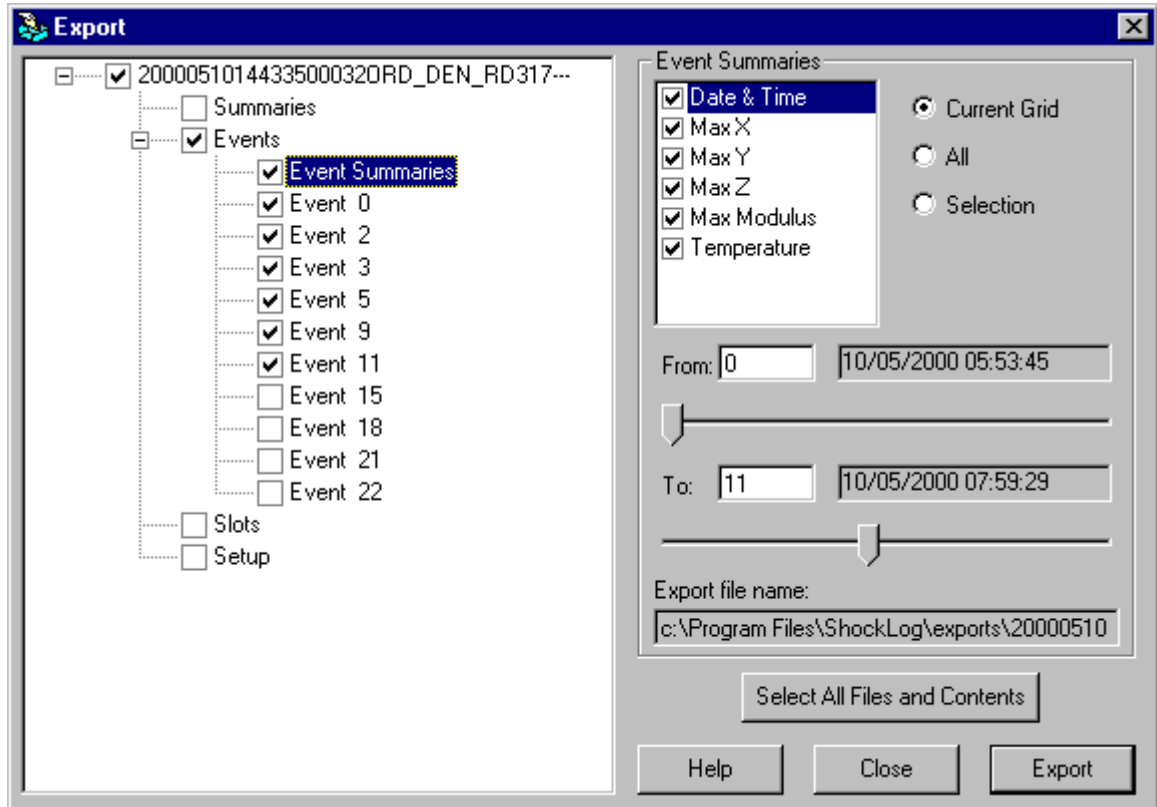 Export
20000510144335000320RD_DEN_RD317---
Summaries
Events
Event Summaries
Event 0
Event 2
Event 3
Event 5
Event 9
Event 11
Event 15
Event 18
Event 21
Event 22
Slots
Setup
Event Summaries
Date & Time
Max X
Max Y
Max Z
Max Modulus
Temperature
Current Grid
All
Selection
From: 0 10/05/2000 05:53:45
To: 11 10/05/2000 07:59:29
Export file name:
c:\Program Files\ShockLog\exports\20000510
Select All Files and Contents
Help Close Export